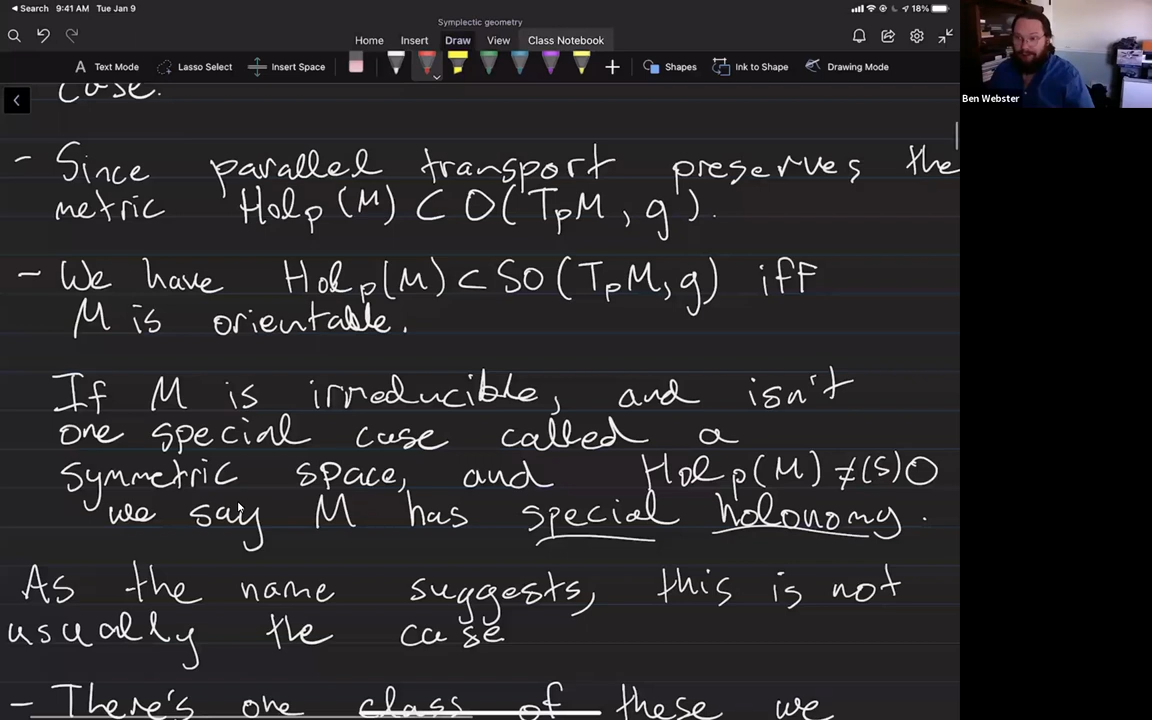 Search 9:41 AM Tue Jan 9 18%
Symplectic geometry
Home Insert Draw View Class Notebook
Text Mode Lasso Select Insert Space Shapes Ink to Shape Drawing Mode
Ben Webster
case.
- Since parallel transport preserves the
metric Holp(M) ⊂ O(TpM, g).
- We have Holp(M) ⊂ SO(TpM, g) iff
M is orientable.
If M is irreducible, and isn't
one special case called a
symmetric space, and Holp(M) ≠ (S)O
we say M has special holonomy.
As the name suggests, this is not
usually the case
- There's one class of these we